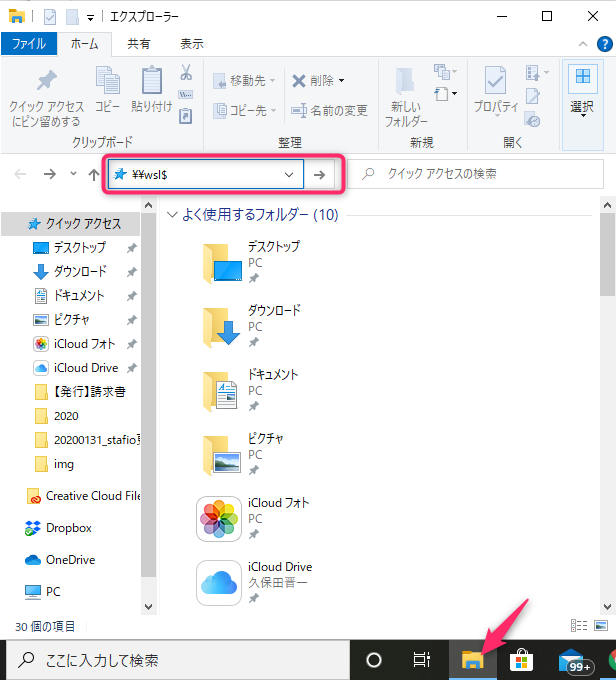 エクスプローラー
ファイル ホーム 共有 表示
クイック アクセス
にピン留めする
コピー
貼り付け
移動先
コピー先
削除
名前の変更
新しい
フォルダー
プロパティ
選択
クリップボード 整理 新規 開く
¥¥wsl$
クイック アクセスの検索
クイック アクセス
デスクトップ
ダウンロード
ドキュメント
ピクチャ
iCloud フォト
iCloud Drive
【発行】請求書
2020
20200131_stafio
img
Creative Cloud File
Dropbox
OneDrive
PC
よく使用するフォルダー (10)
デスクトップ
PC
ダウンロード
PC
ドキュメント
PC
ピクチャ
PC
iCloud フォト
PC
iCloud Drive
久保田晋一
30 個の項目
ここに入力して検索
99+